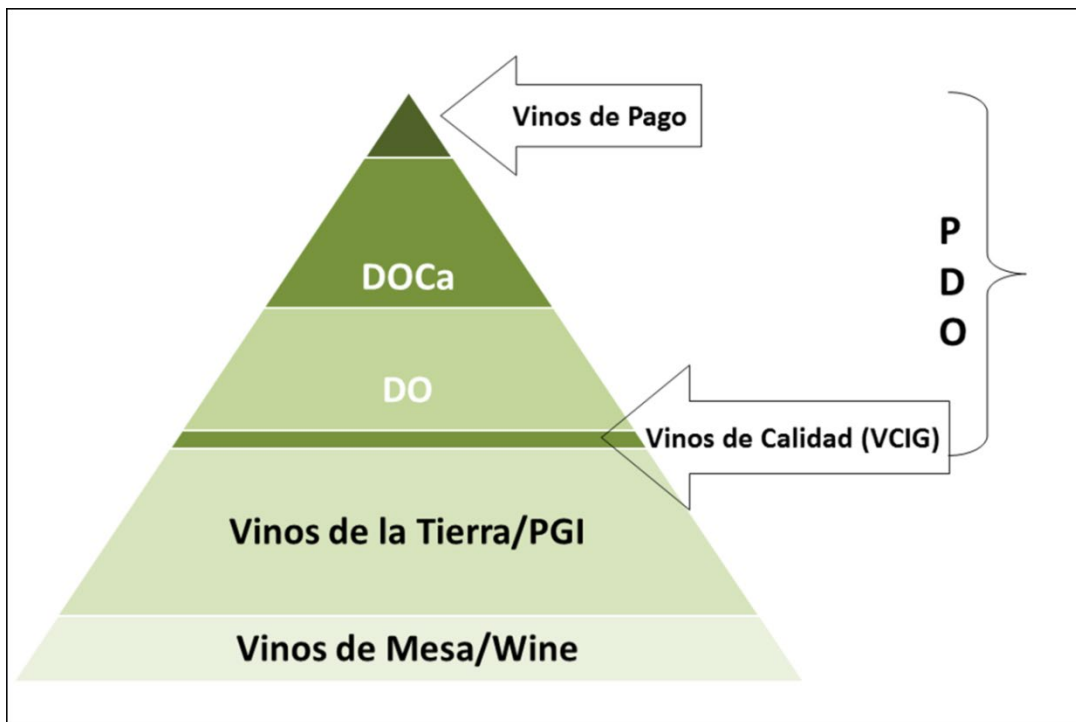 Vinos de Pago
DOCa
P
D
O
DO
Vinos de Calidad (VCIG)
Vinos de la Tierra/PGI
Vinos de Mesa/Wine